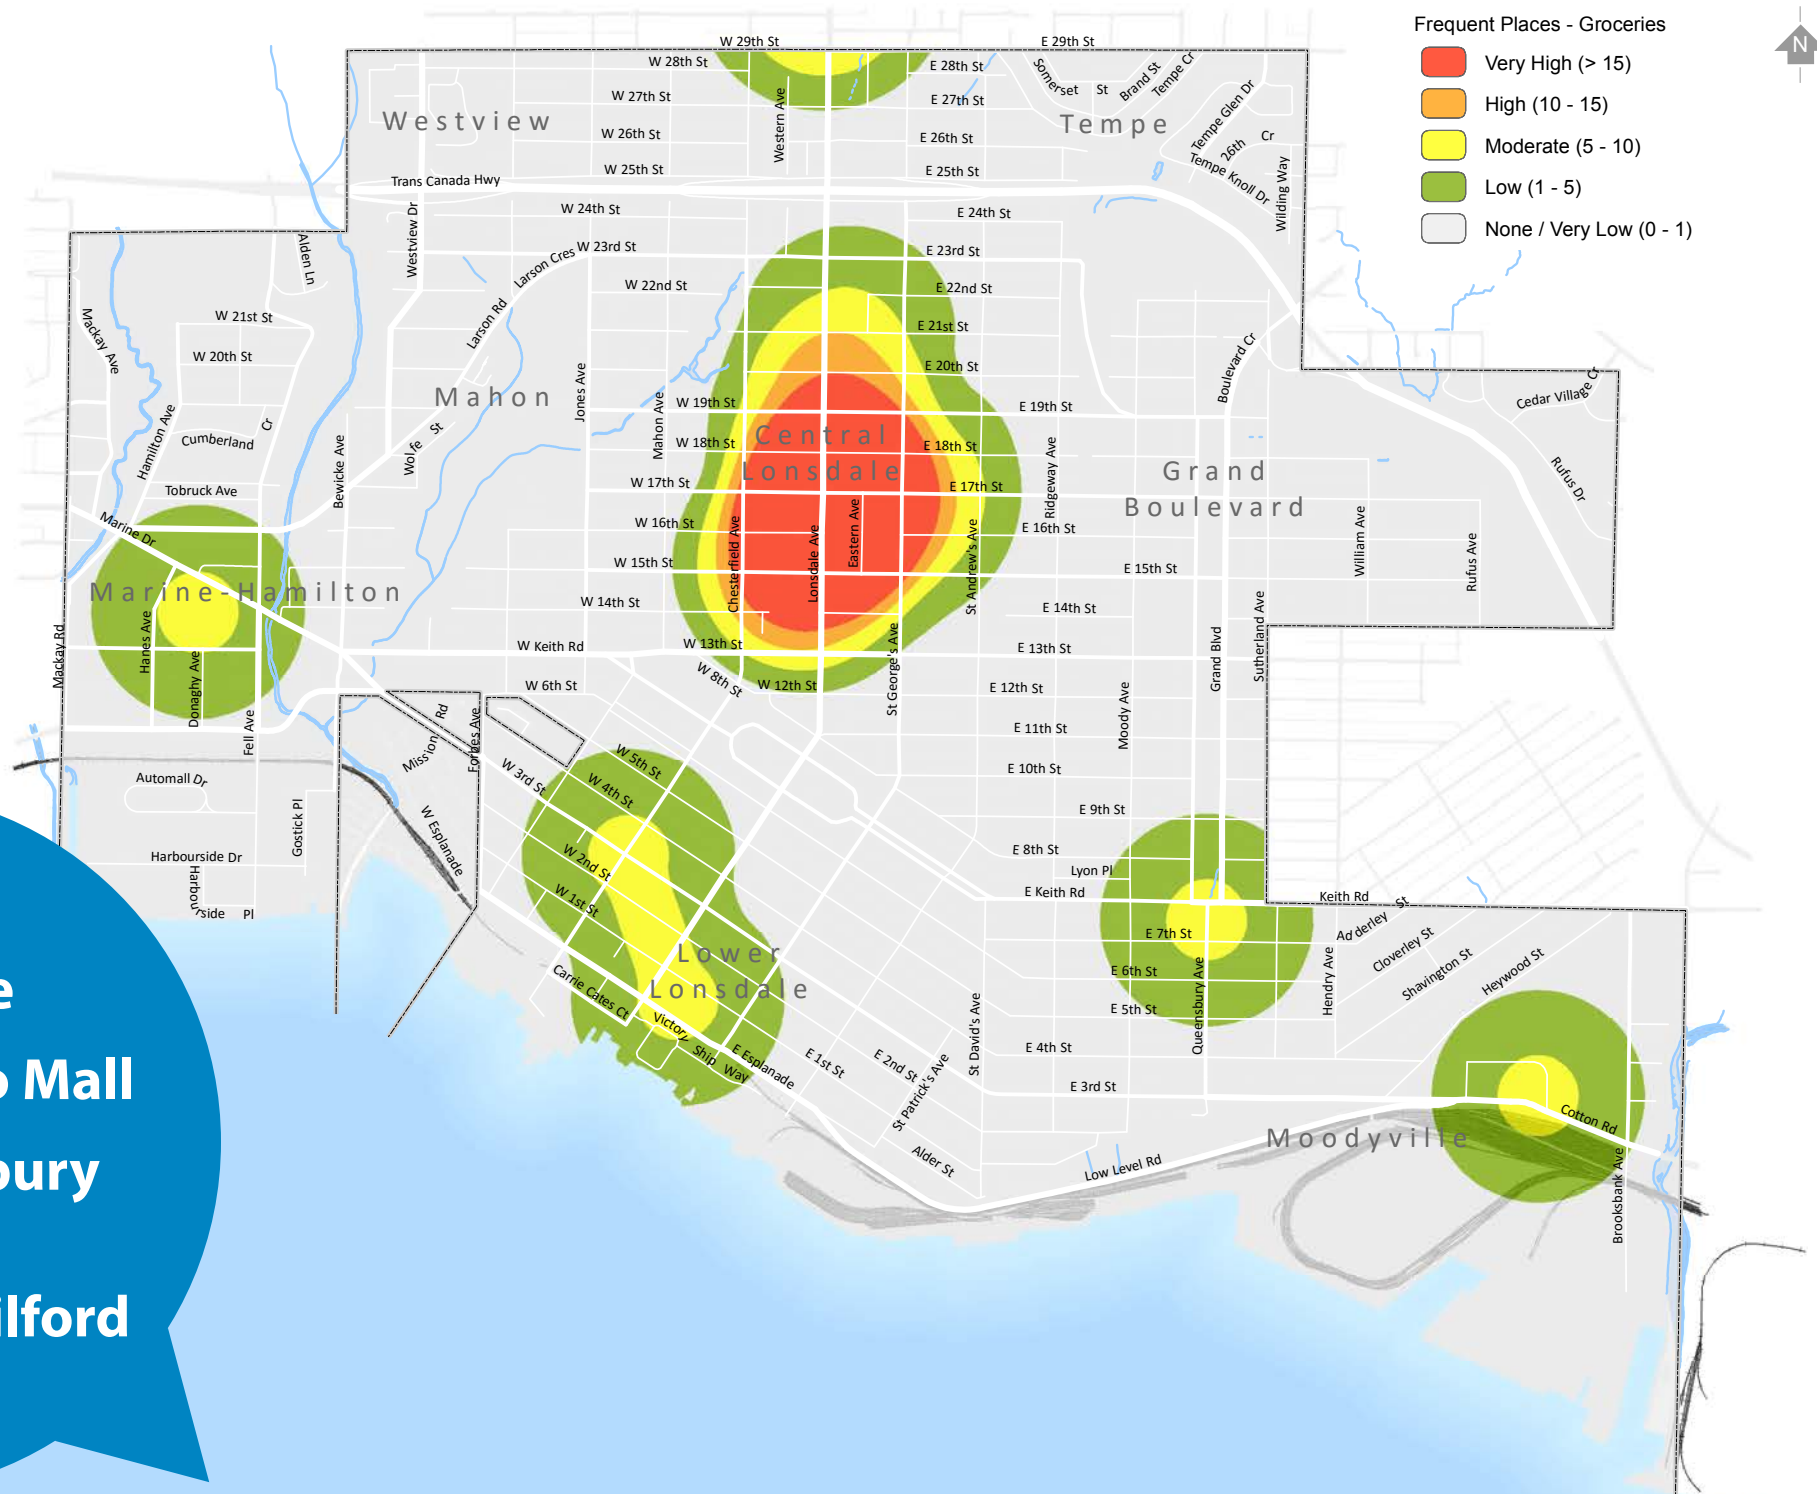 Frequent Places - Groceries
Very High (> 15)
High (10 - 15)
Moderate (5 - 10)
Low (1 - 5)
None / Very Low (0 - 1)
N
W 29th St
E 29th St
W 28th St
E 28th St
W 27th St
E 27th St
W 26th St
E 26th St
W 25th St
E 25th St
Somerset St
Brand St
Tempe Cr
Tempe Glen Dr
26th Cr
Tempe Knoll Dr
Wilding Way
Western Ave
Westview
Tempe
Trans Canada Hwy
W 24th St
E 24th St
W 23rd St
E 23rd St
W 22nd St
E 22nd St
W 21st St
E 21st St
W 20th St
E 20th St
W 19th St
E 19th St
W 18th St
E 18th St
W 17th St
E 17th St
W 16th St
E 16th St
W 15th St
E 15th St
W 14th St
E 14th St
W 13th St
E 13th St
W 12th St
E 12th St
E 11th St
E 10th St
E 9th St
E 8th St
Lyon Pl
E Keith Rd
Keith Rd
E 7th St
E 6th St
E 5th St
E 4th St
E 3rd St
Alden Ln
Westview Dr
Larson Cres
Larson Rd
Mackay Ave
Hamilton Ave
Cumberland Cr
Tobruck Ave
Bewicke Ave
Wolfe St
Jones Ave
Mahon Ave
Mahon
Central
Lonsdale
Grand
Boulevard
Boulevard Cr
Cedar Village Cr
Rufus Dr
Ridgeway Ave
William Ave
Rufus Ave
Chesterfield Ave
Lonsdale Ave
Eastern Ave
St Andrew's Ave
St George's Ave
Moody Ave
Grand Blvd
Sutherland Ave
Marine Dr
Marine-Hamilton
Mackay Rd
Hanes Ave
Donaghy Ave
Fell Ave
W Keith Rd
W 8th St
W 6th St
W 5th St
W 4th St
W 3rd St
W 2nd St
W 1st St
Mission Rd
Forbes Ave
W Esplanade
Automall Dr
Gostick Pl
Harbourside Dr
Harbourside Pl
Lower
Lonsdale
Carrie Cates Ct
Victory Ship Way
E Esplanade
E 1st St
E 2nd St
St Patrick's Ave
St David's Ave
Alder St
Low Level Rd
Queensbury Ave
Hendry Ave
Adderley St
Cloverley St
Shavington St
Heywood St
Moodyville
Cotton Rd
Brooksbank Ave
e
o Mall
bury
ilford